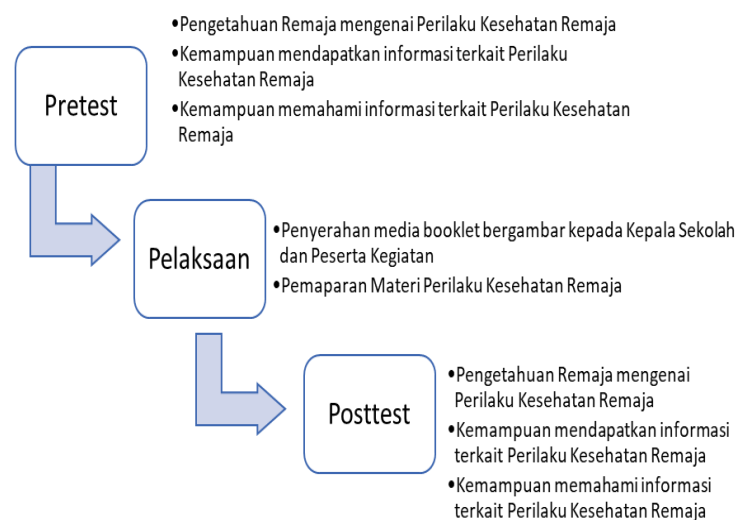 Pretest
•Pengetahuan Remaja mengenai Perilaku Kesehatan Remaja
•Kemampuan mendapatkan informasi terkait Perilaku
Kesehatan Remaja
•Kemampuan memahami informasi terkait Perilaku Kesehatan
Remaja
Pelaksaan
•Penyerahan media booklet bergambar kepada Kepala Sekolah
dan Peserta Kegiatan
•Pemaparan Materi Perilaku Kesehatan Remaja
Posttest
•Pengetahuan Remaja mengenai
Perilaku Kesehatan Remaja
•Kemampuan mendapatkan informasi
terkait Perilaku Kesehatan Remaja
•Kemampuan memahami informasi
terkait Perilaku Kesehatan Remaja